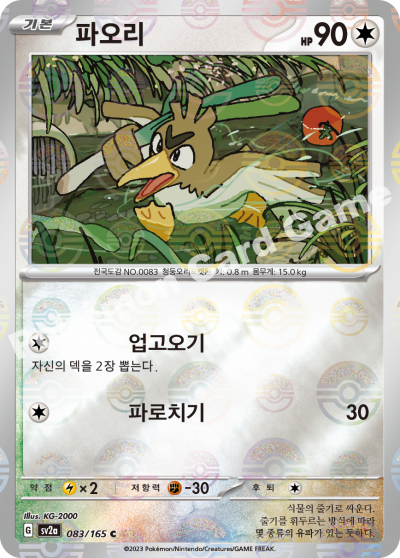 기본 파오리 HP 90
전국도감 NO.0083 청둥오리포켓몬 키: 0.8 m 몸무게: 15.0 kg
업고오기
자신의 덱을 2장 뽑는다.
파로치기 30
약점 ×2 저항력 -30 후퇴
Illus. KG-2000
G sv2a 083/165 C
식물의 줄기로 싸운다.
줄기를 휘두르는 방식에 따라
몇 종류의 유파가 있는 듯하다.
©2023 Pokémon/Nintendo/Creatures/GAME FREAK.
Pokémon Card Game